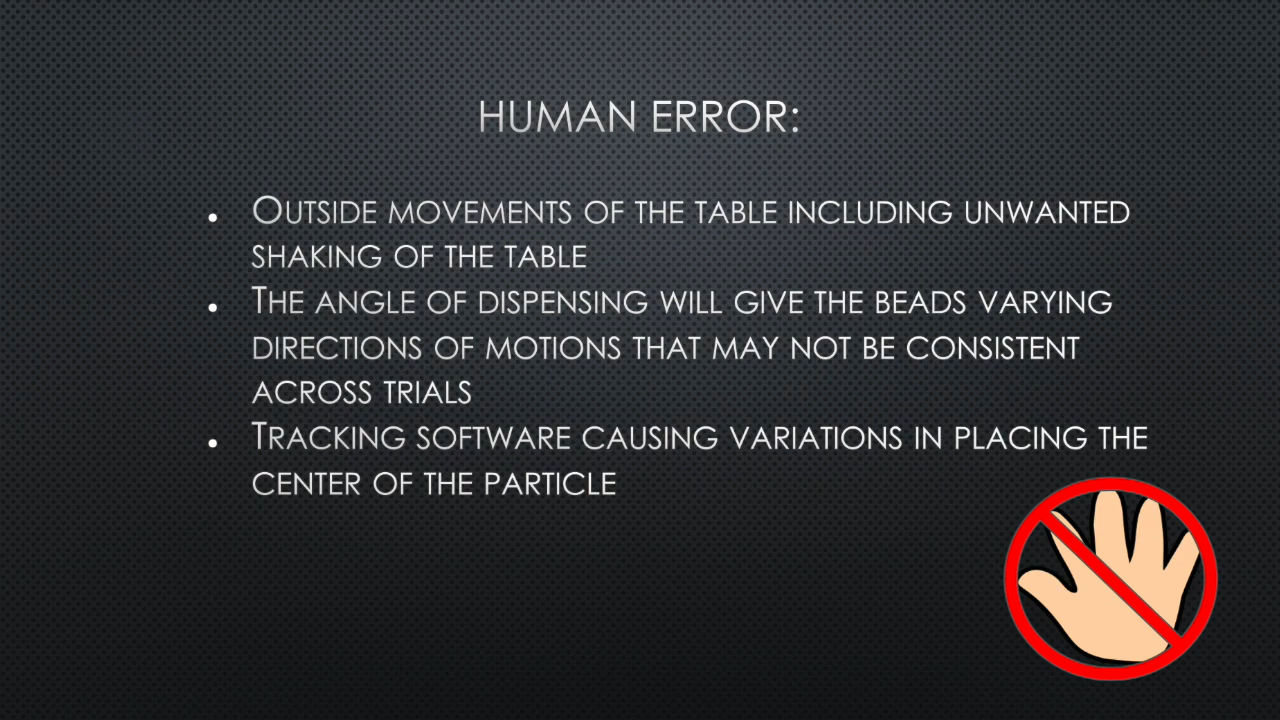 HUMAN ERROR:
• OUTSIDE MOVEMENTS OF THE TABLE INCLUDING UNWANTED
SHAKING OF THE TABLE
• THE ANGLE OF DISPENSING WILL GIVE THE BEADS VARYING
DIRECTIONS OF MOTIONS THAT MAY NOT BE CONSISTENT
ACROSS TRIALS
• TRACKING SOFTWARE CAUSING VARIATIONS IN PLACING THE
CENTER OF THE PARTICLE